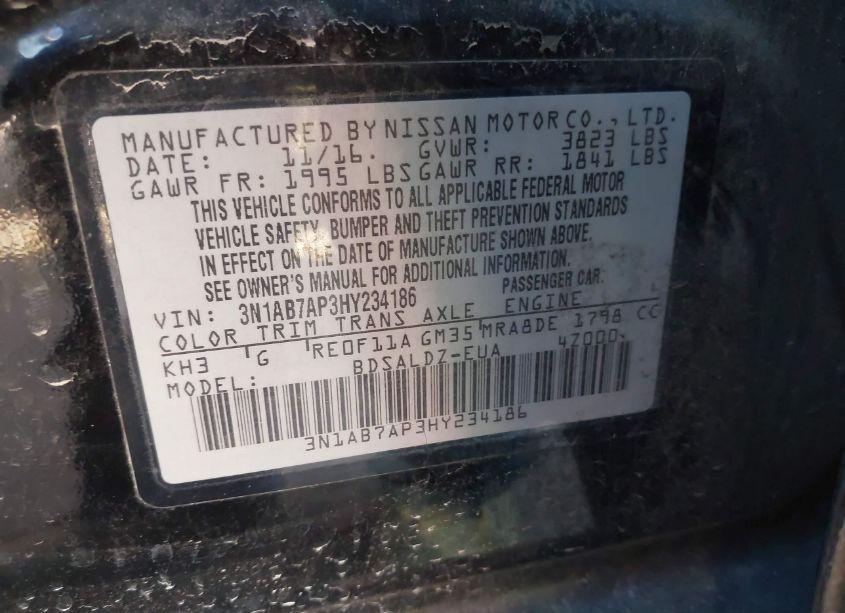 MANUFACTURED BY NISSAN MOTOR CO., LTD.
DATE: 11/16. GVWR: 3823 LBS
GAWR FR: 1995 LBS GAWR RR: 1841 LBS
THIS VEHICLE CONFORMS TO ALL APPLICABLE FEDERAL MOTOR
VEHICLE SAFETY, BUMPER AND THEFT PREVENTION STANDARDS
IN EFFECT ON THE DATE OF MANUFACTURE SHOWN ABOVE.
SEE OWNER'S MANUAL FOR ADDITIONAL INFORMATION.
VIN: 3N1AB7AP3HY234186 PASSENGER CAR.
COLOR TRIM TRANS AXLE ENGINE
KH3 G RE0F11A GM35 MRA8DE 1798 CC
MODEL: BDSALDZ-EUA 4Z000
3N1AB7AP3HY234186